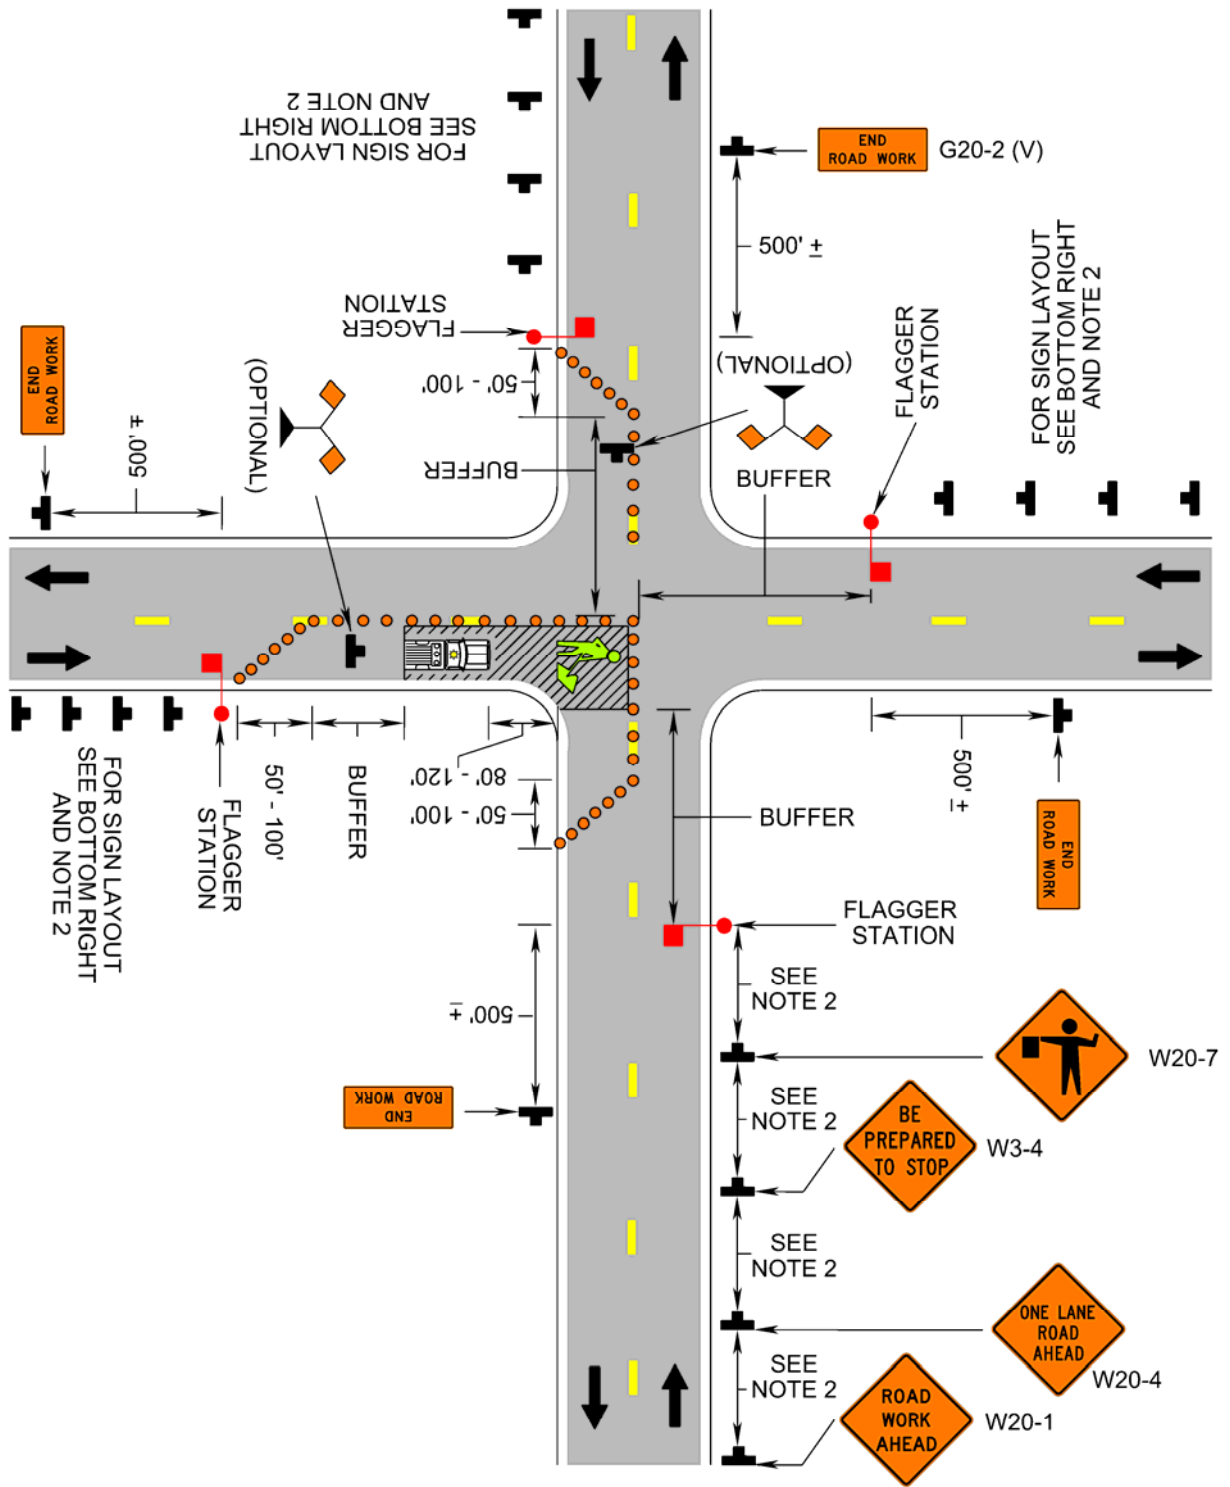 FOR SIGN LAYOUT
SEE BOTTOM RIGHT
AND NOTE 2
END
ROAD WORK
G20-2 (V)
500' ±
FOR SIGN LAYOUT
SEE BOTTOM RIGHT
AND NOTE 2
FLAGGER
STATION
FLAGGER
STATION
END
ROAD WORK
500' ±
(OPTIONAL)
50' - 100'
BUFFER
(OPTIONAL)
BUFFER
FOR SIGN LAYOUT
SEE BOTTOM RIGHT
AND NOTE 2
FLAGGER
STATION
50' - 100'
BUFFER
80' - 120'
50' - 100'
BUFFER
500' ±
END
ROAD WORK
FLAGGER
STATION
SEE
NOTE 2
500' ±
W20-7
END
ROAD WORK
SEE
NOTE 2
BE
PREPARED
TO STOP
W3-4
SEE
NOTE 2
ONE LANE
ROAD
AHEAD
W20-4
SEE
NOTE 2
ROAD
WORK
AHEAD
W20-1